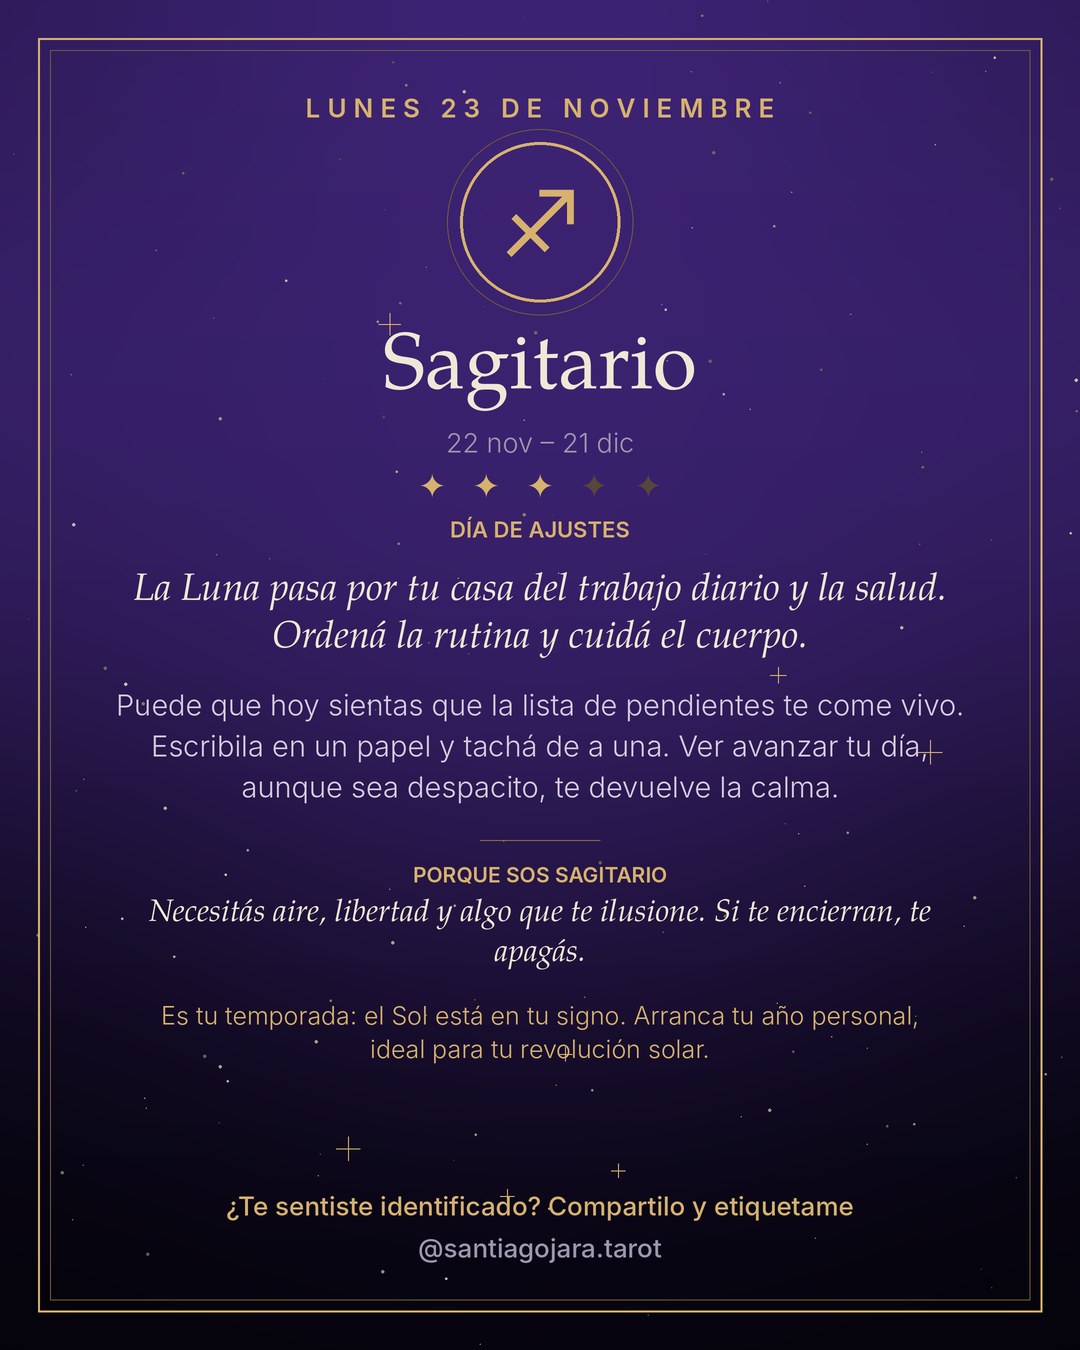 LUNES 23 DE NOVIEMBRE
Sagitario
22 nov – 21 dic
DÍA DE AJUSTES
La Luna pasa por tu casa del trabajo diario y la salud.
Ordená la rutina y cuidá el cuerpo.
Puede que hoy sientas que la lista de pendientes te come vivo.
Escribila en un papel y tachá de a una. Ver avanzar tu día,
aunque sea despacito, te devuelve la calma.
PORQUE SOS SAGITARIO
Necesitás aire, libertad y algo que te ilusione. Si te encierran, te
apagás.
Es tu temporada: el Sol está en tu signo. Arranca tu año personal,
ideal para tu revolución solar.
¿Te sentiste identificado? Compartilo y etiquetame
@santiagojara.tarot